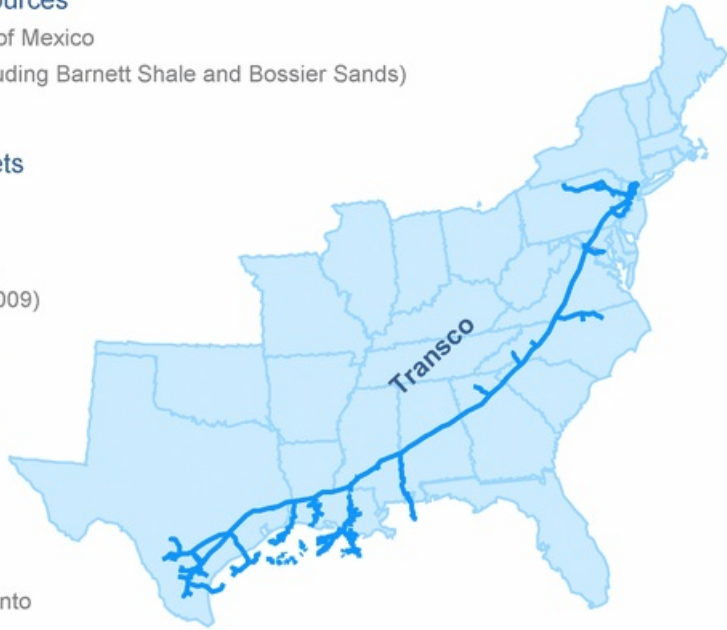 of Mexico
uding Barnett Shale and Bossier Sands)
ets
009)
Transco
nto